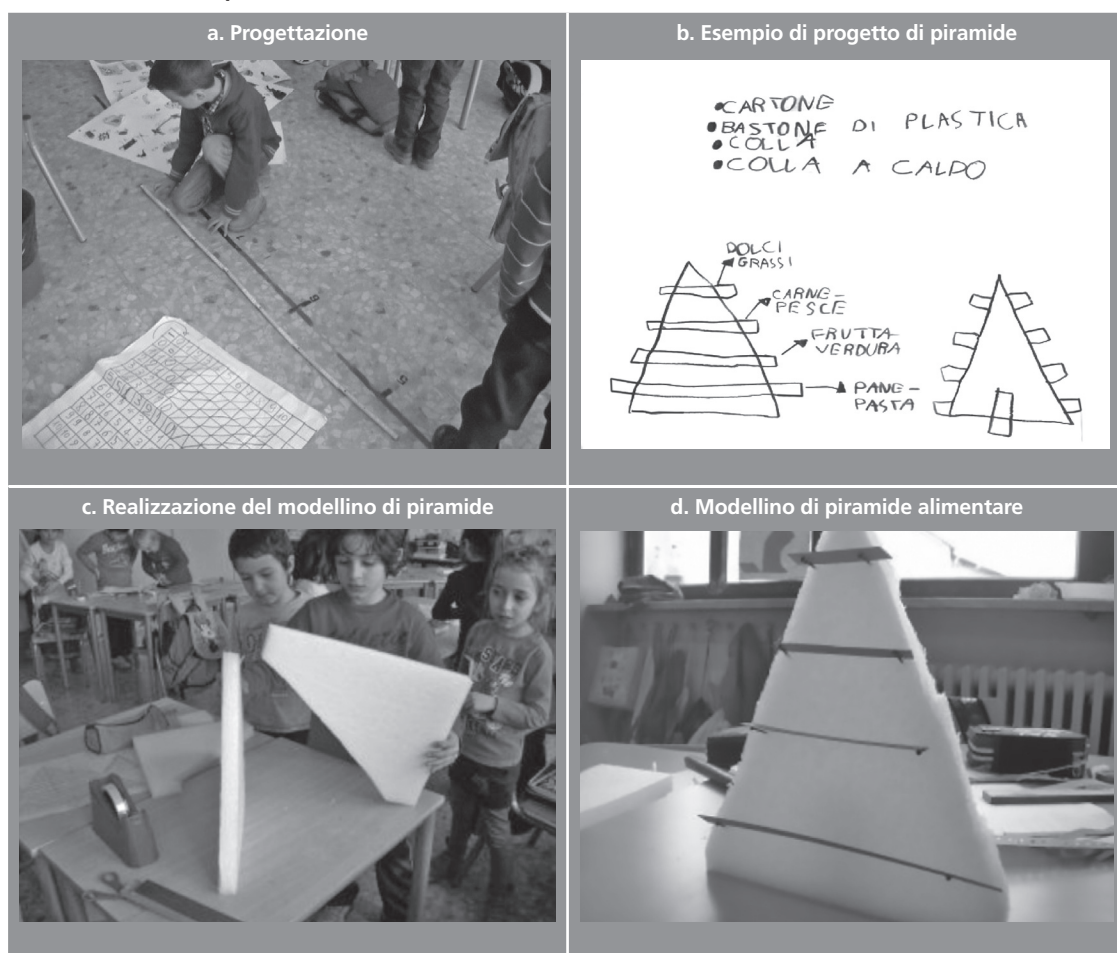 a. Progettazione
b. Esempio di progetto di piramide
•CARTONE
•BASTONE DI PLASTICA
•COLLA
•COLLA A CALDO
DOLCI
GRASSI
CARNE-
PESCE
FRUTTA
VERDURA
PANE-
PASTA
c. Realizzazione del modellino di piramide
d. Modellino di piramide alimentare